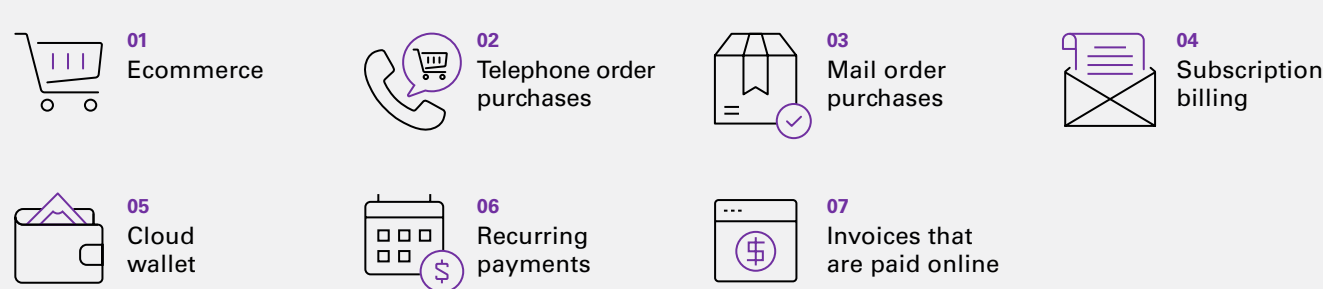 01
Ecommerce
02
Telephone order
purchases
03
Mail order
purchases
04
Subscription
billing
05
Cloud
wallet
06
Recurring
payments
07
Invoices that
are paid online